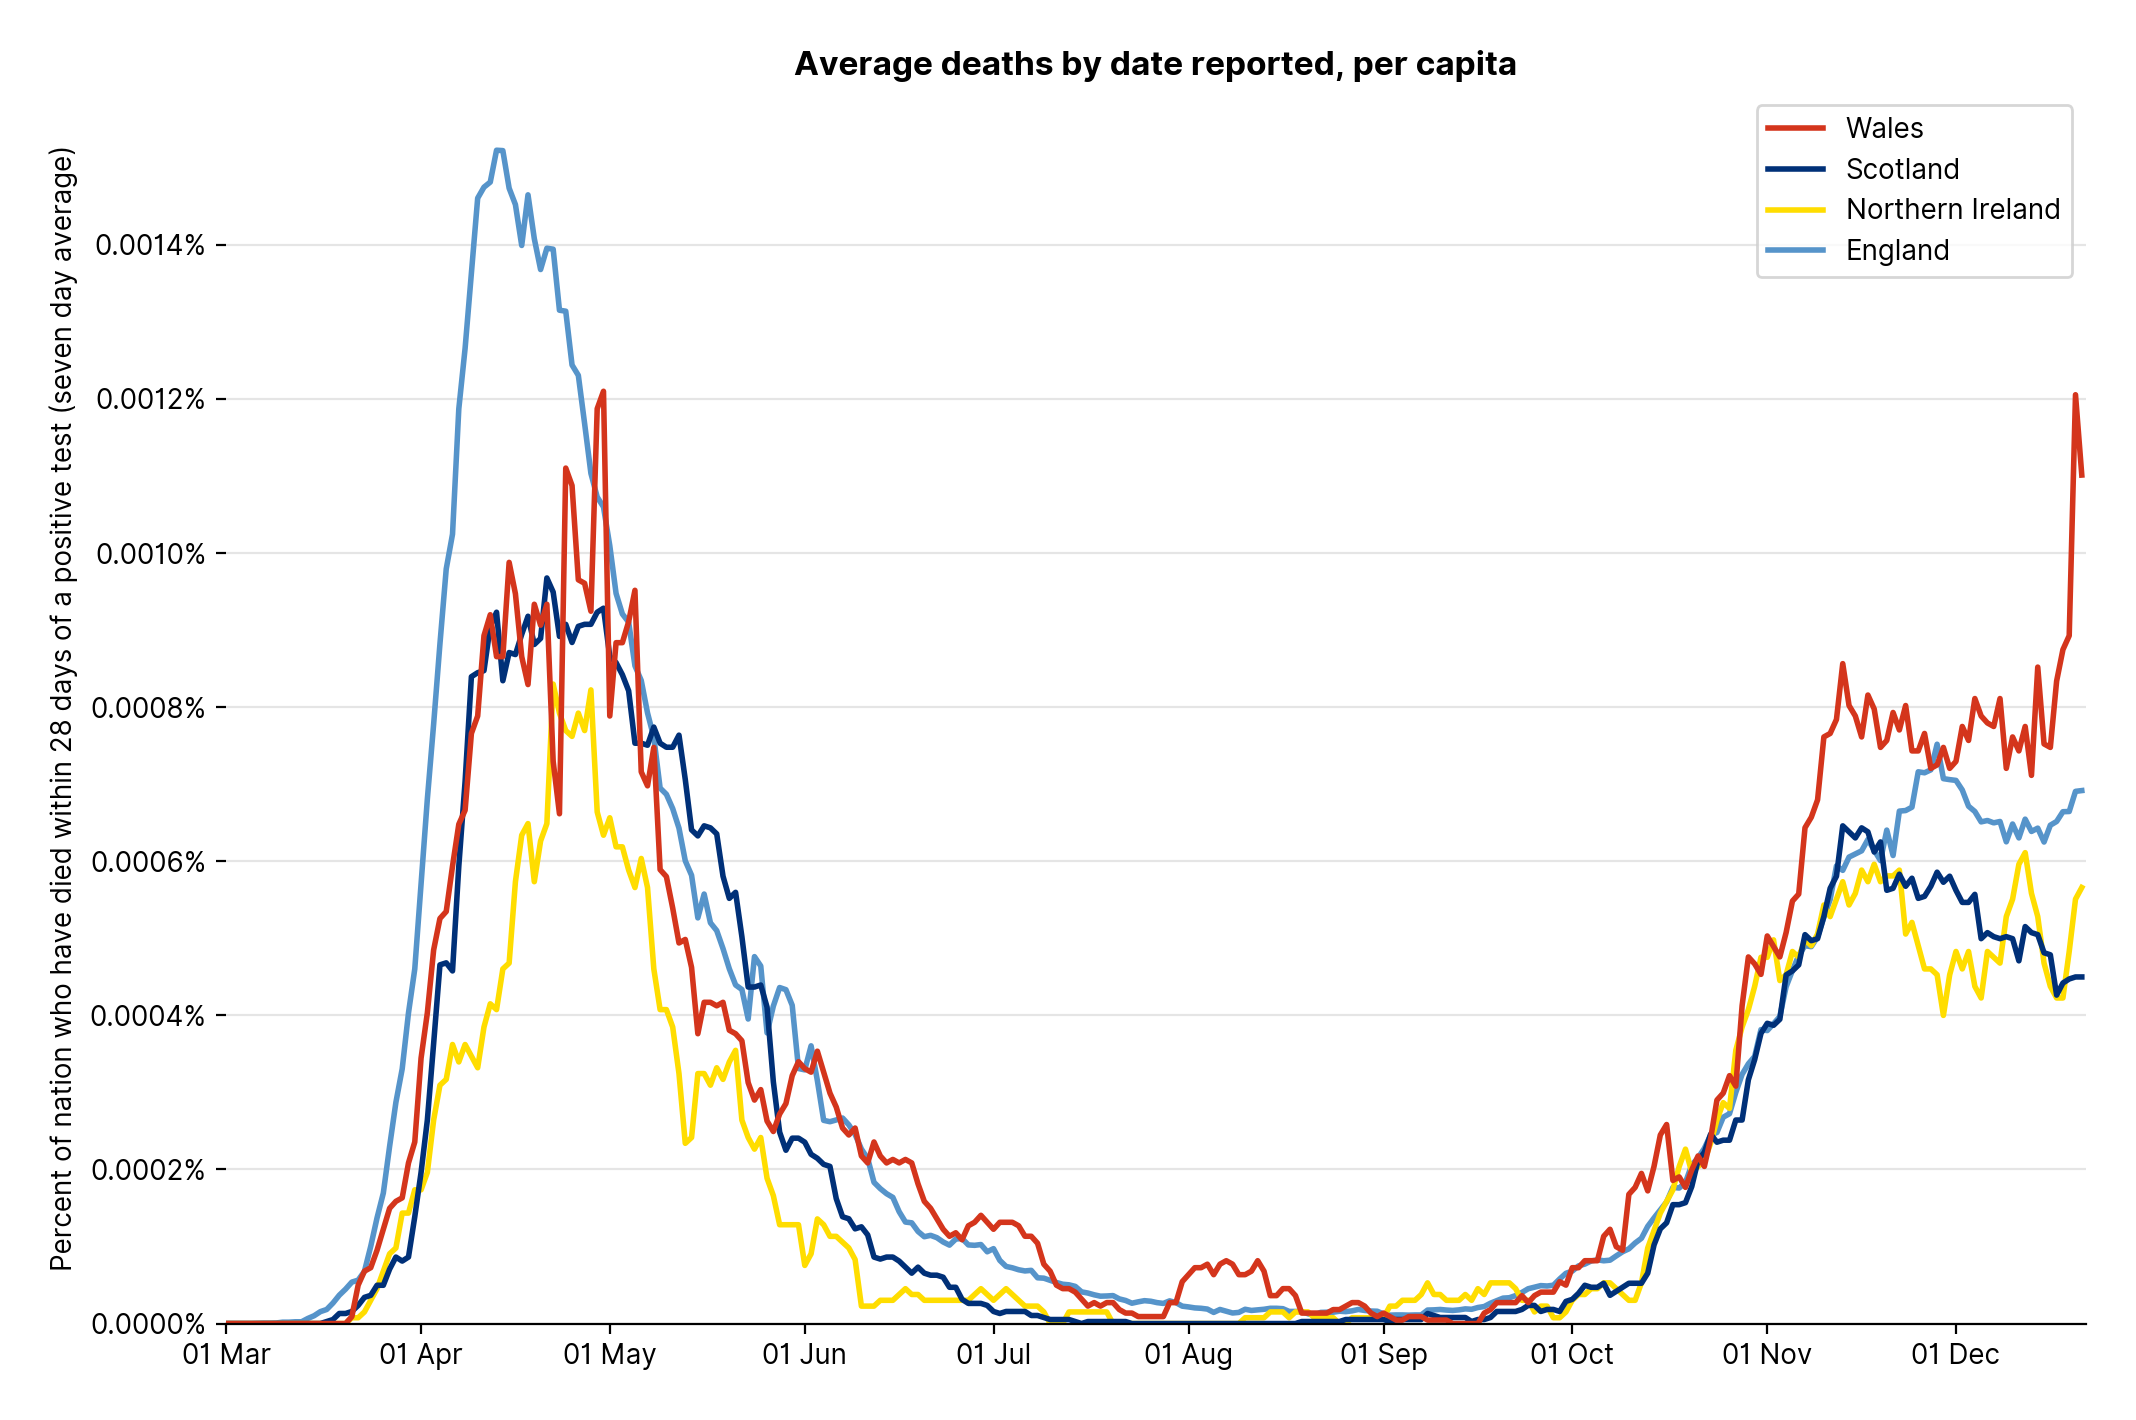 Average deaths by date reported, per capita
Wales
Scotland
Northern Ireland
England
Percent of nation who have died within 28 days of a positive test (seven day average)
0.0014%
0.0012%
0.0010%
0.0008%
0.0006%
0.0004%
0.0002%
0.0000%
01 Mar 01 Apr 01 May 01 Jun 01 Jul 01 Aug 01 Sep 01 Oct 01 Nov 01 Dec